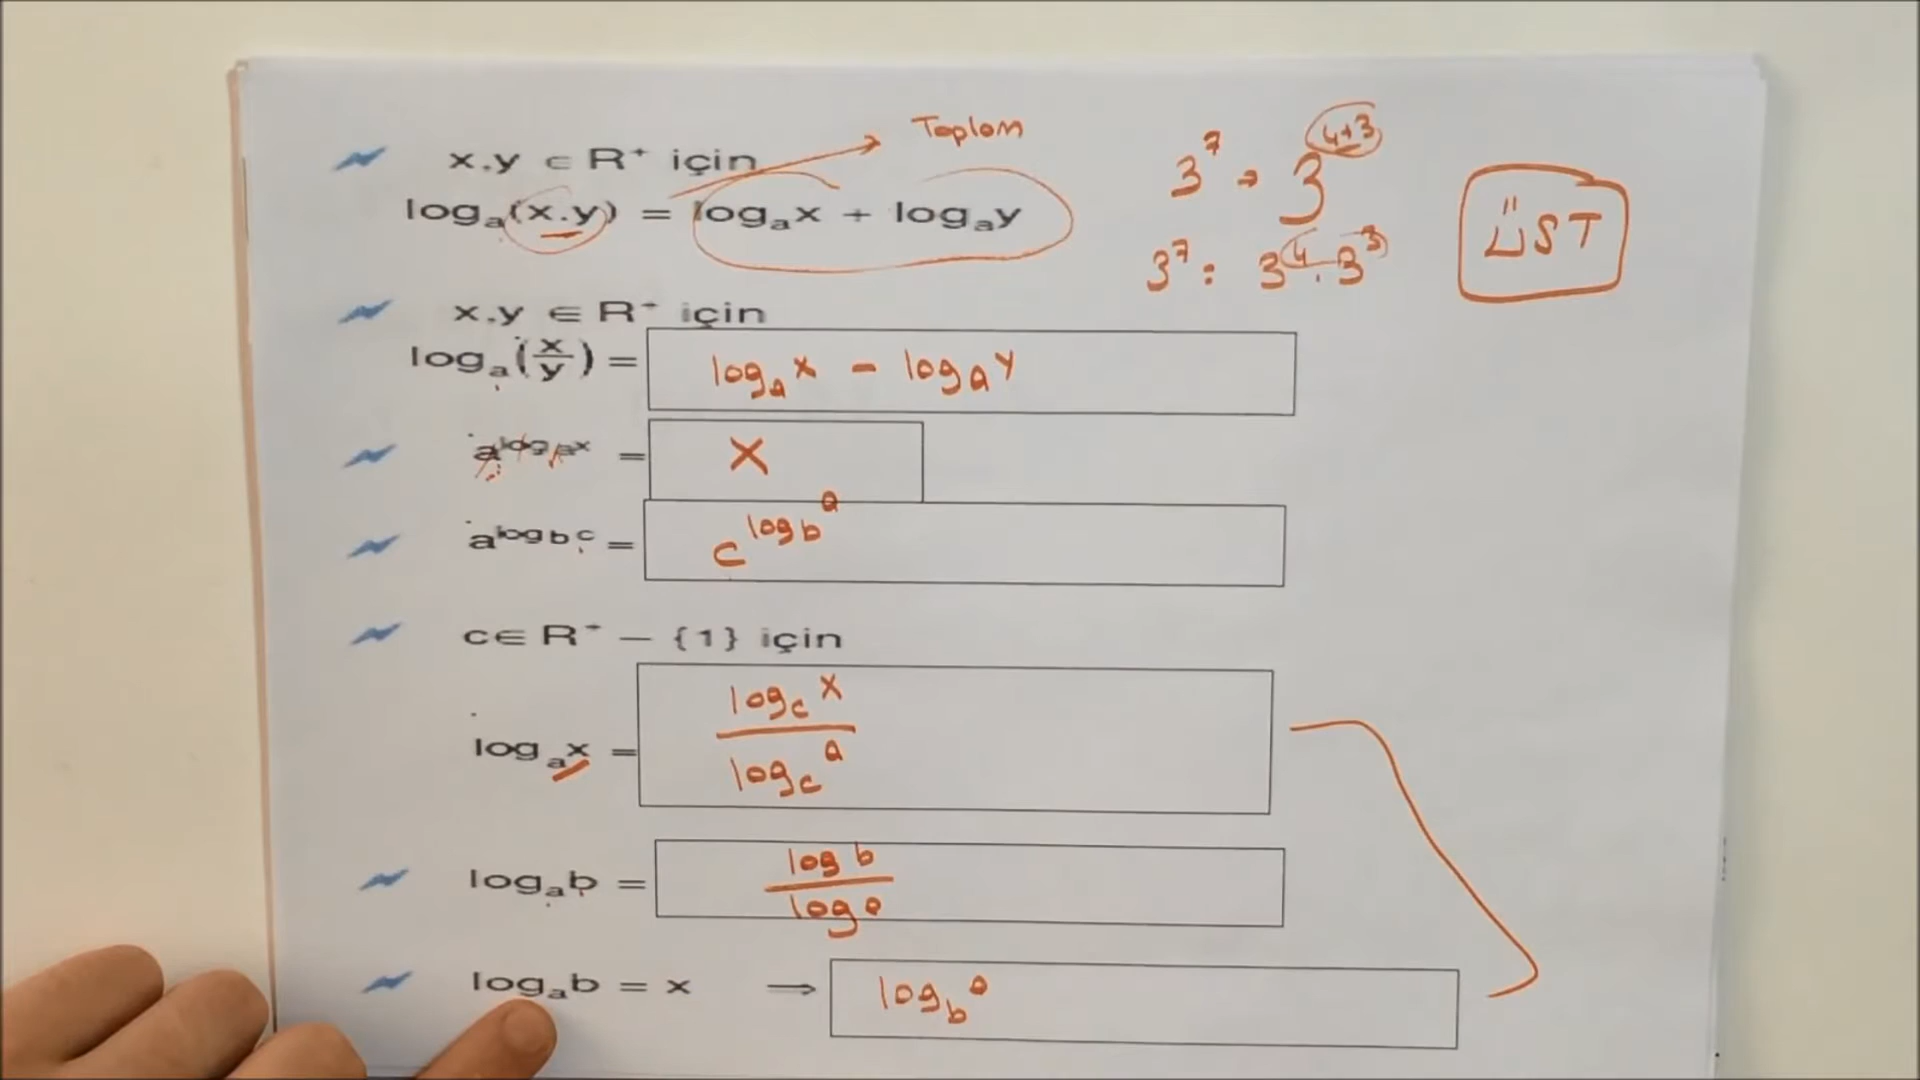 Toplam
x.y ∈ R⁺ için
logₐ(x.y) = logₐx + logₐy
3⁷ → 3⁴⁺³
3⁷ = 3⁴ . 3³
ÜST
x.y ∈ R⁺ için
logₐ(x/y) = logₐx - logₐy
a^(logₐx) = x
a^(log_b c) = c^(log_b a)
c∈ R⁺ – {1} için
logₐx = log_c x / log_c a
logₐb = log b / log a
logₐb = x ⟶ log_b a